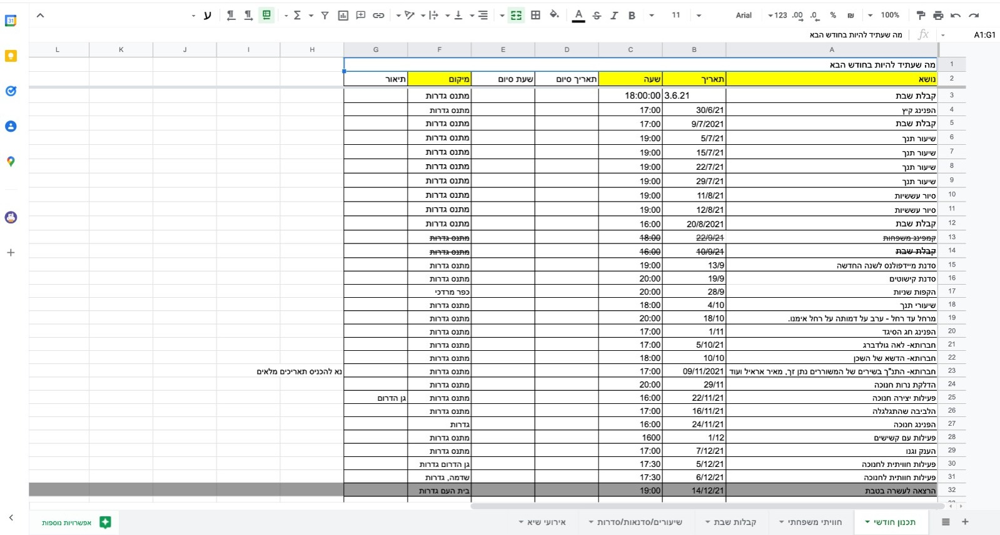 ע Σ B I S A 11 Arial 123 .00 .0 % ₪ 100%
מה שעתיד להיות בחודש הבא fx A1:G1
A B C D E F G H I J K L
1 מה שעתיד להיות בחודש הבא
2 נושא תאריך שעה תאריך סיום שעת סיום מיקום תיאור
3 קבלת שבת 3.6.21 18:00:00 מתנס גדרות
4 הפנינג קיץ 30/6/21 17:00 מתנס גדרות
5 קבלת שבת 9/7/2021 17:00 מתנס גדרות
6 שיעור תנך 5/7/21 19:00 מתנס גדרות
7 שיעור תנך 15/7/21 19:00 מתנס גדרות
8 שיעור תנך 22/7/21 19:00 מתנס גדרות
9 שיעור תנך 29/7/21 19:00 מתנס גדרות
10 סיור עששיות 11/8/21 19:00 מתנס גדרות
11 סיור עששיות 12/8/21 19:00 מתנס גדרות
12 קבלת שבת 20/8/2021 16:00 מתנס גדרות
13 קמפינג משפחות 22/9/21 18:00 מתנס גדרות
14 קבלת שבת 10/9/21 16:00 מתנס גדרות
15 סדנת מיידפולנס לשנה החדשה 13/9 19:00 מתנס גדרות
16 סדנת קישוטים 19/9 20:00 מתנס גדרות
17 הקפות שניות 28/9 20:00 כפר מרדכי
18 שיעורי תנך 4/10 18:00 מתנס גדרות
19 מרחל עד רחל - ערב על דמותה על רחל אימנו. 18/10 20:00 מתנס גדרות
20 הפנינג חג הסיגד 1/11 17:00 מתנס גדרות
21 חברותא- לאה גולדברג 5/10/21 17:00 מתנס גדרות
22 חברותא- הדשא של השכן 10/10 18:00 מתנס גדרות
23 חברותא- התנ"ך בשירים של המשוררים נתן זך, מאיר אראיל ועוד 09/11/2021 17:00 מתנס גדרות נא להכניס תאריכים מלאים
24 הדלקת נרות חנוכה 29/11 20:00 מתנס גדרות
25 פעילות יצירה חנוכה 22/11/21 16:00 מתנס גדרות גן הדרום
26 הלביבה שהתגלגלה 16/11/21 17:00 מתנס גדרות
27 הפנינג חנוכה 24/11/21 16:00 גדרות
28 פעילות עם קשישים 1/12 1600 מתנס גדרות
29 הענק וגנו 7/12/21 17:00 מתנס גדרות
30 פעילות חוויתית לחנוכה 5/12/21 17:30 גן הדרום גדרות
31 פעילות חוותית לחנוכה 6/12/21 17:30 שדמה, גדרות
32 הרצאה לעשרה בטבת 14/12/21 19:00 בית העם גדרות
תכנון חודשי חוויתי משפחתי קבלות שבת שיעורים/סדנאות/סדרות אירועי שיא אפשרויות נוספות
31